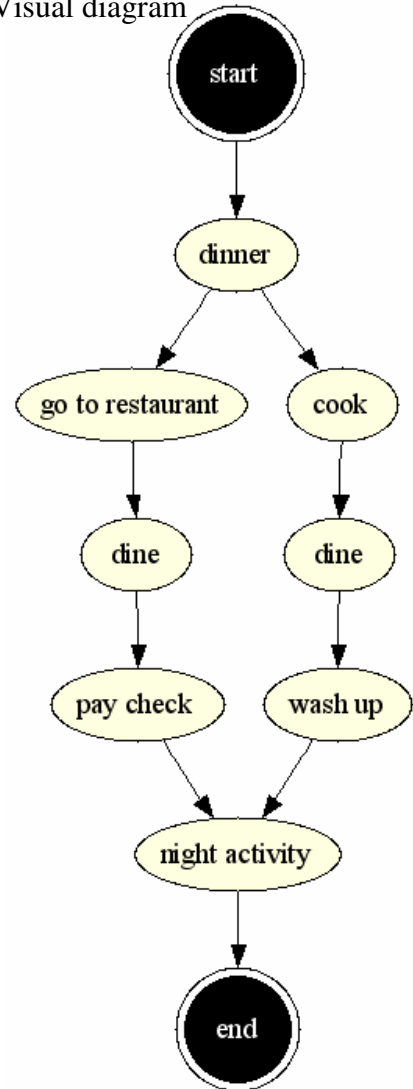 Visual diagram
start
dinner
go to restaurant
cook
dine
dine
pay check
wash up
night activity
end